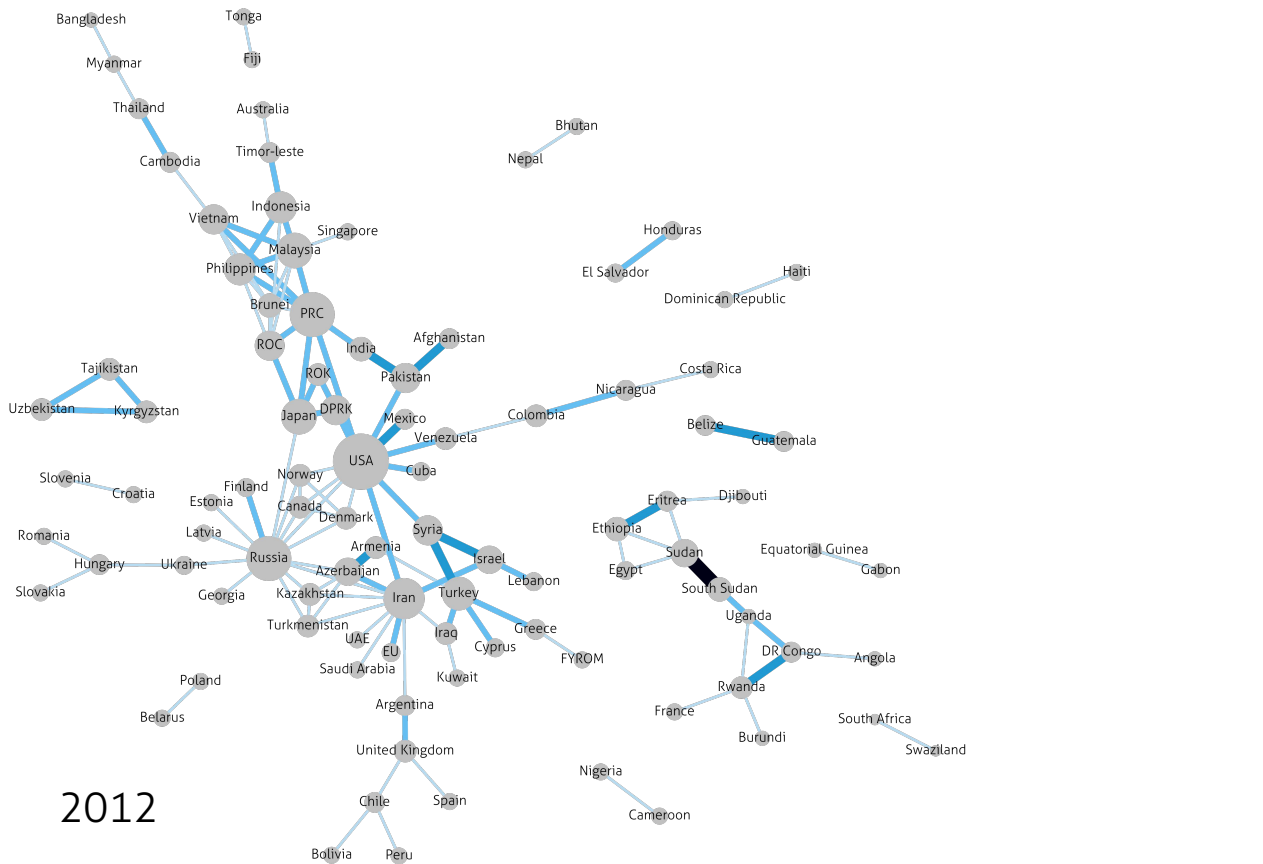 Tonga
Bangladesh
Fiji
Myanmar
Thailand
Australia
Bhutan
Timor-leste
Nepal
Cambodia
Indonesia
Vietnam
Singapore
Honduras
Malaysia
Philippines
El Salvador
Haiti
Dominican Republic
Brunei
PRC
Afghanistan
ROC
India
Tajikistan
Costa Rica
ROK
Pakistan
Nicaragua
Uzbekistan
Kyrgyzstan
DPRK
Japan
Mexico
Colombia
Belize
Venezuela
Guatemala
USA
Cuba
Norway
Slovenia
Finland
Croatia
Estonia
Djibouti
Eritrea
Canada
Denmark
Ethiopia
Syria
Latvia
Romania
Armenia
Sudan
Equatorial Guinea
Russia
Israel
Hungary
Ukraine
Azerbaijan
Egypt
Gabon
Lebanon
South Sudan
Slovakia
Georgia
Kazakhstan
Iran
Turkey
Uganda
Turkmenistan
Iraq
Greece
UAE
Cyprus
EU
DR Congo
FYROM
Angola
Saudi Arabia
Kuwait
Poland
Rwanda
Argentina
France
Belarus
South Africa
Burundi
United Kingdom
Swaziland
Nigeria
Chile
Spain
2012
Cameroon
Bolivia
Peru